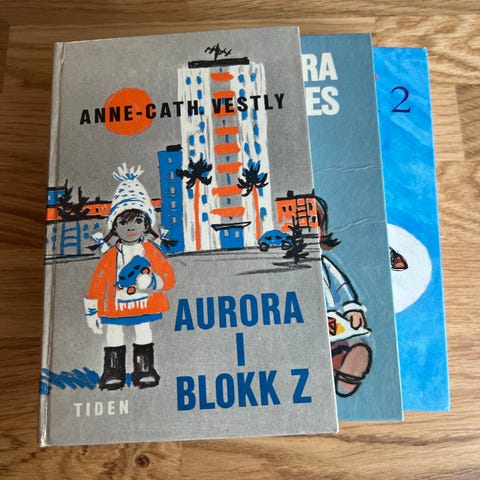 ANNE-CATH. VESTLY
AURORA
I
BLOKK Z
TIDEN
RA
ES
2